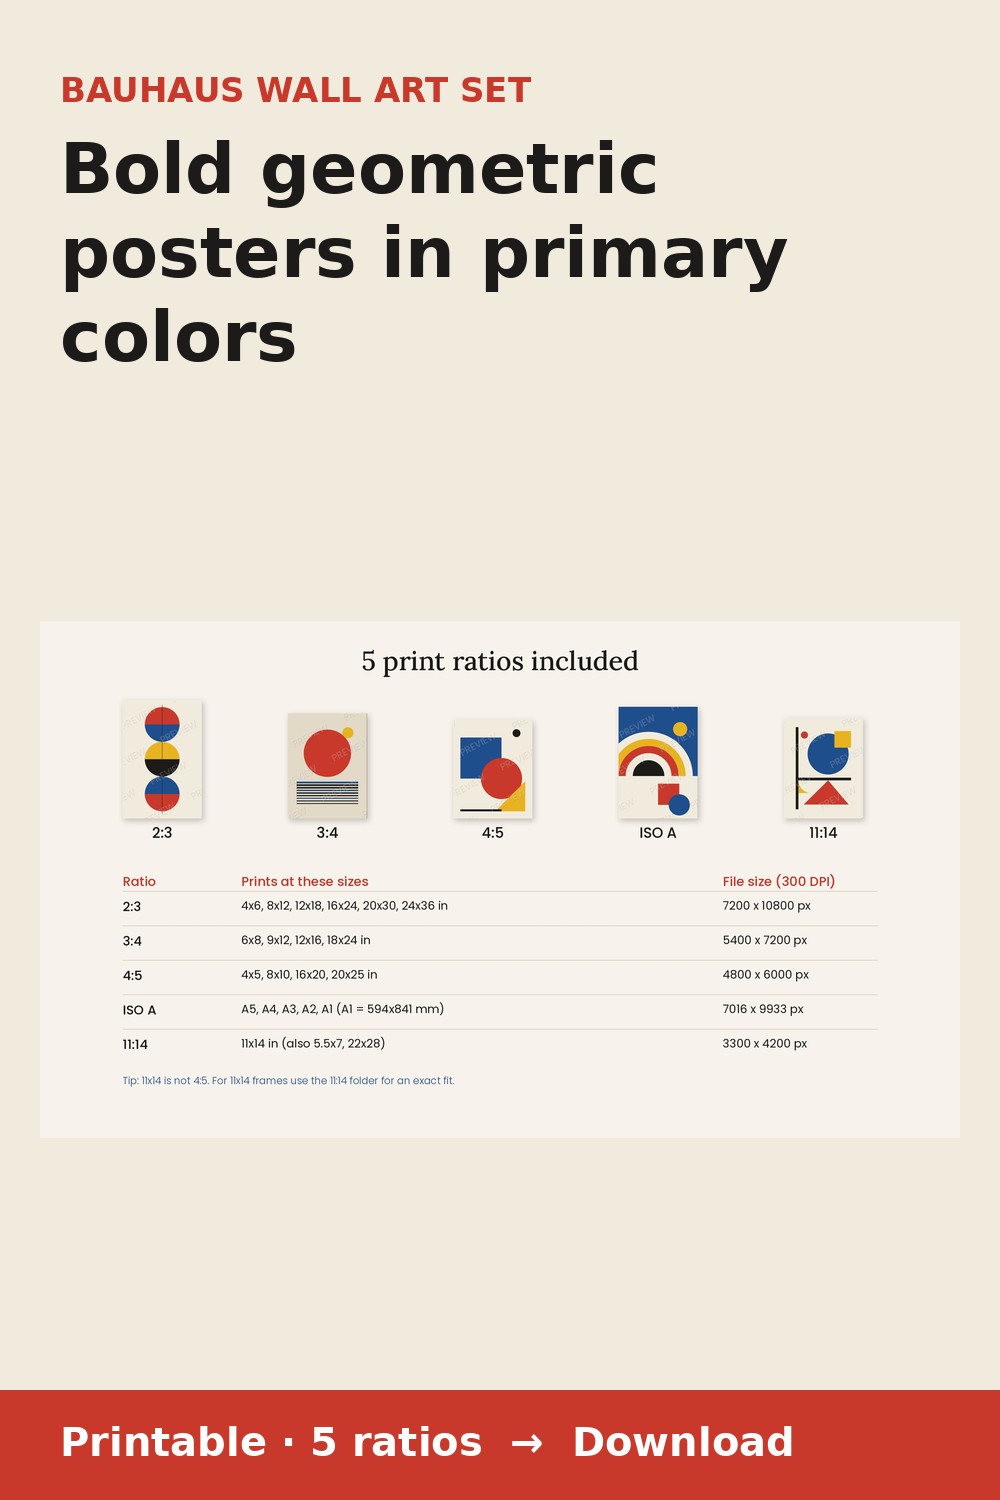 BAUHAUS WALL ART SET
Bold geometric
posters in primary
colors
5 print ratios included
2:3 3:4 4:5 ISO A 11:14
Ratio Prints at these sizes File size (300 DPI)
2:3 4x6, 8x12, 12x18, 16x24, 20x30, 24x36 in 7200 x 10800 px
3:4 6x8, 9x12, 12x16, 18x24 in 5400 x 7200 px
4:5 4x5, 8x10, 16x20, 20x25 in 4800 x 6000 px
ISO A A5, A4, A3, A2, A1 (A1 = 594x841 mm) 7016 x 9933 px
11:14 11x14 in (also 5.5x7, 22x28) 3300 x 4200 px
Tip: 11x14 is not 4:5. For 11x14 frames use the 11:14 folder for an exact fit.
Printable · 5 ratios → Download